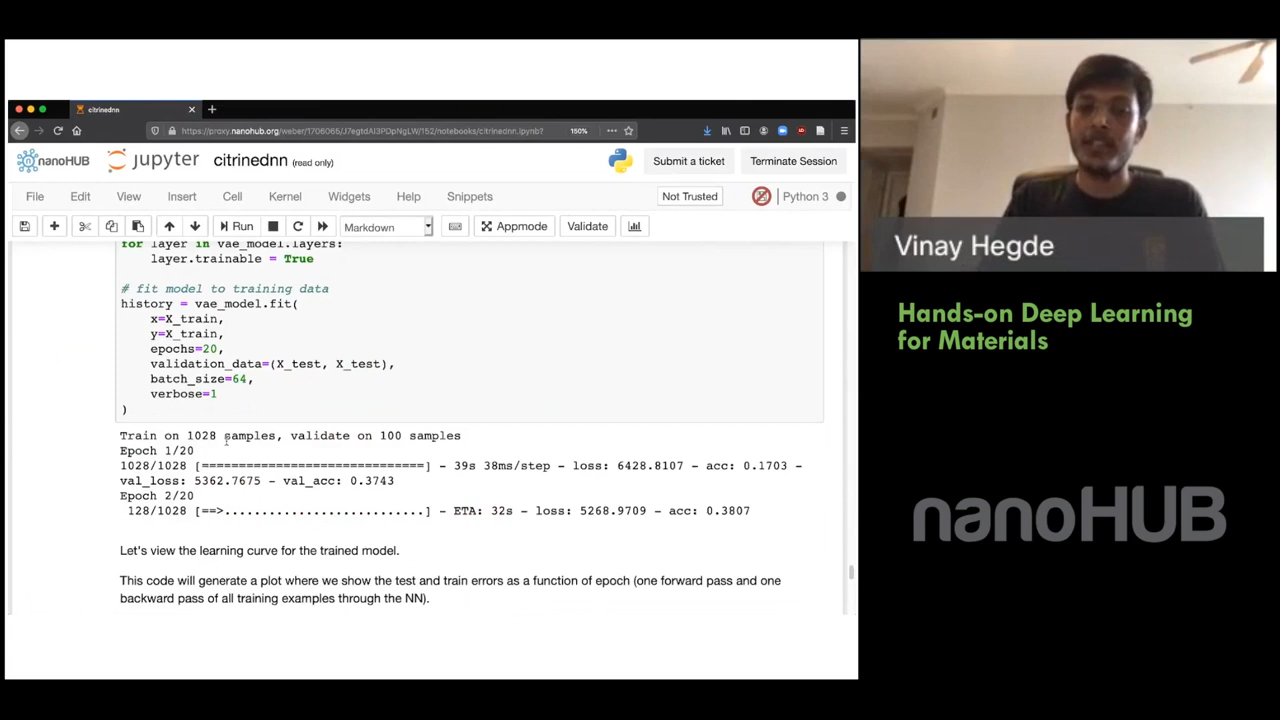 citrinednn
https://proxy.nanohub.org/weber/1706065/J7egtdAI3PDpNgLW/152/notebooks/citrinednn.ipynb?
150%
nanoHUB
jupyter
citrinednn (read only)
Submit a ticket
Terminate Session
File Edit View Insert Cell Kernel Widgets Help Snippets
Not Trusted
Python 3
Run
Markdown
Appmode
Validate
for layer in vae_model.layers:
layer.trainable = True
# fit model to training data
history = vae_model.fit(
x=X_train,
y=X_train,
epochs=20,
validation_data=(X_test, X_test),
batch_size=64,
verbose=1
)
Train on 1028 samples, validate on 100 samples
Epoch 1/20
1028/1028 [==============================] - 39s 38ms/step - loss: 6428.8107 - acc: 0.1703 -
val_loss: 5362.7675 - val_acc: 0.3743
Epoch 2/20
128/1028 [==>...........................] - ETA: 32s - loss: 5268.9709 - acc: 0.3807
Let's view the learning curve for the trained model.
This code will generate a plot where we show the test and train errors as a function of epoch (one forward pass and one
backward pass of all training examples through the NN).
Vinay Hegde
Hands-on Deep Learning
for Materials
nanoHUB